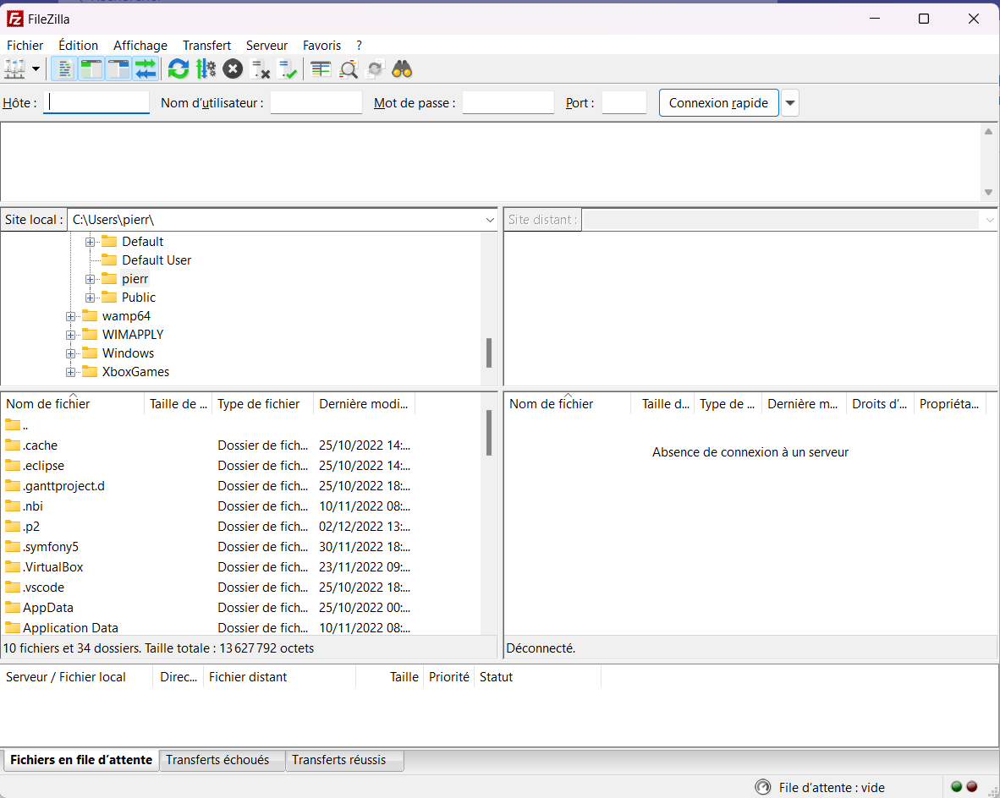 FileZilla
Fichier Édition Affichage Transfert Serveur Favoris ?
Hôte : Nom d'utilisateur : Mot de passe : Port : Connexion rapide
Site local : C:\Users\pierr\ Site distant :
Default
Default User
pierr
Public
wamp64
WIMAPPLY
Windows
XboxGames
Nom de fichier Taille de ... Type de fichier Dernière modi... Nom de fichier Taille d... Type de ... Dernière m... Droits d'... Propriéta...
..
.cache Dossier de fich... 25/10/2022 14:...
Absence de connexion à un serveur
.eclipse Dossier de fich... 25/10/2022 14:...
.ganttproject.d Dossier de fich... 25/10/2022 18:...
.nbi Dossier de fich... 10/11/2022 08:...
.p2 Dossier de fich... 02/12/2022 13:...
.symfony5 Dossier de fich... 30/11/2022 18:...
.VirtualBox Dossier de fich... 23/11/2022 09:...
.vscode Dossier de fich... 25/10/2022 18:...
AppData Dossier de fich... 25/10/2022 00:...
Application Data Dossier de fich... 10/11/2022 08:...
10 fichiers et 34 dossiers. Taille totale : 13 627 792 octets Déconnecté.
Serveur / Fichier local Direc... Fichier distant Taille Priorité Statut
Fichiers en file d'attente Transferts échoués Transferts réussis
File d'attente : vide